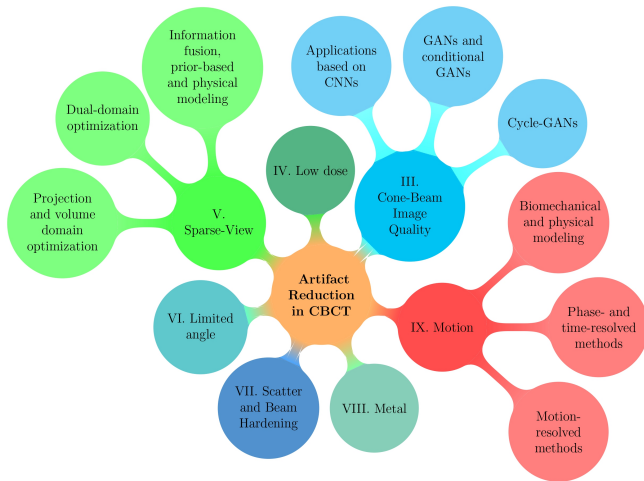 Information
fusion,
prior-based
and physical
modeling
Dual-domain
optimization
Projection
and volume
domain
optimization
V.
Sparse-View
IV. Low dose
Applications
based on
CNNs
GANs and
conditional
GANs
Cycle-GANs
III.
Cone-Beam
Image
Quality
Artifact
Reduction
in CBCT
Biomechanical
and physical
modeling
Phase- and
time-resolved
methods
Motion-
resolved
methods
IX. Motion
VI. Limited
angle
VII. Scatter
and Beam
Hardening
VIII. Metal